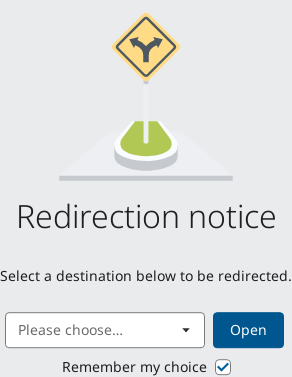 Redirection notice
Select a destination below to be redirected.
Please choose...
Open
Remember my choice